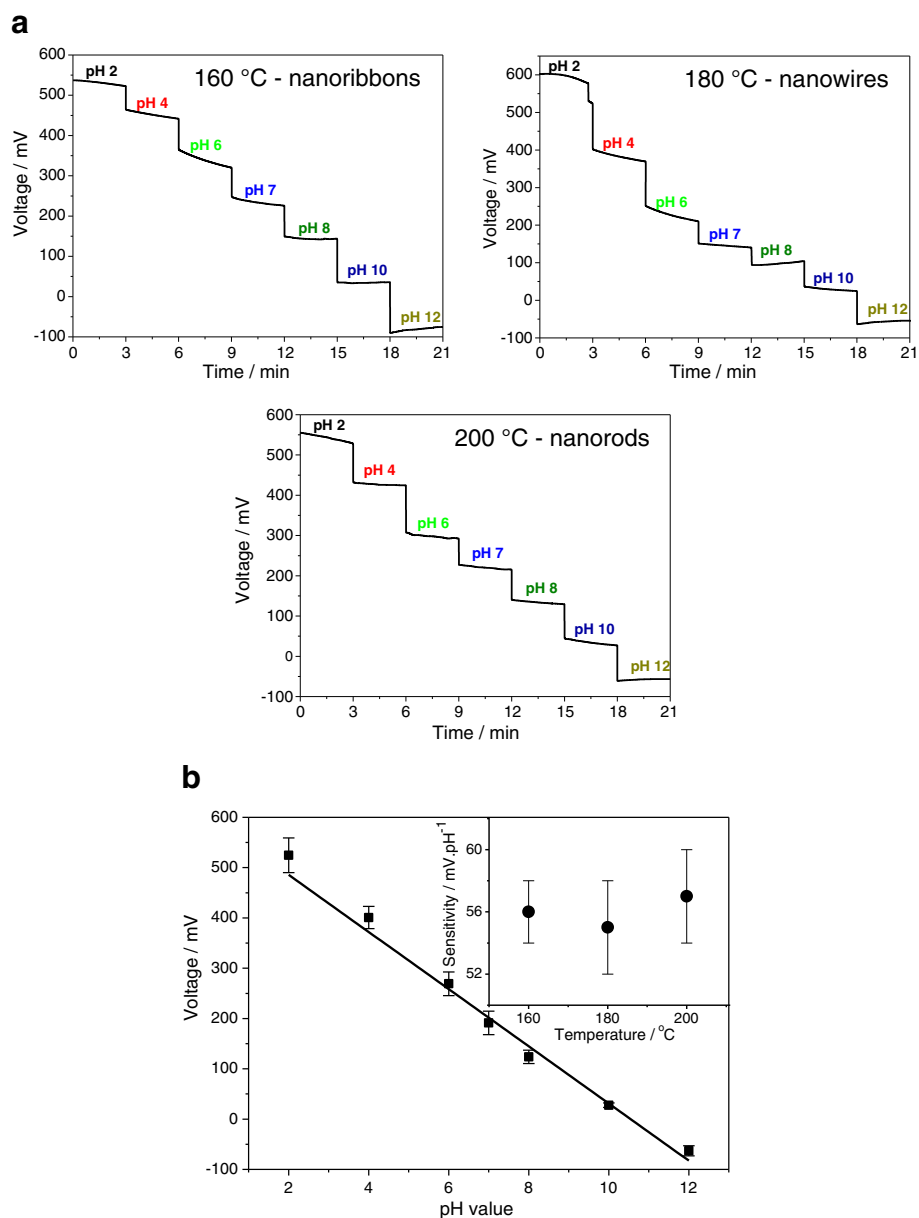 a
160 °C - nanoribbons
pH 2
pH 4
pH 6
pH 7
pH 8
pH 10
pH 12
600
500
400
300
200
100
0
-100
Voltage / mV
0 3 6 9 12 15 18 21
Time / min
180 °C - nanowires
pH 2
pH 4
pH 6
pH 7
pH 8
pH 10
pH 12
600
500
400
300
200
100
0
-100
Voltage / mV
0 3 6 9 12 15 18 21
Time / min
200 °C - nanorods
pH 2
pH 4
pH 6
pH 7
pH 8
pH 10
pH 12
600
500
400
300
200
100
0
-100
Voltage / mV
0 3 6 9 12 15 18 21
Time / min
b
600
500
400
300
200
100
0
-100
Voltage / mV
2 4 6 8 10 12
pH value
60
56
52
Sensitivity / mV.pH⁻¹
160 180 200
Temperature / °C